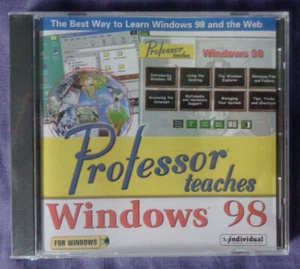 The Best Way to Learn Windows 98 and the Web
Professor teaches
Windows 98
Introducing Windows 98
Using the Desktop
The Windows Explorer
Managing Files and Folders
Accessing The Internet
Multimedia and Hardware Support
Managing Your System
Tips, Tricks and Shortcuts
Professor
teaches
Windows 98
FOR WINDOWS
individual